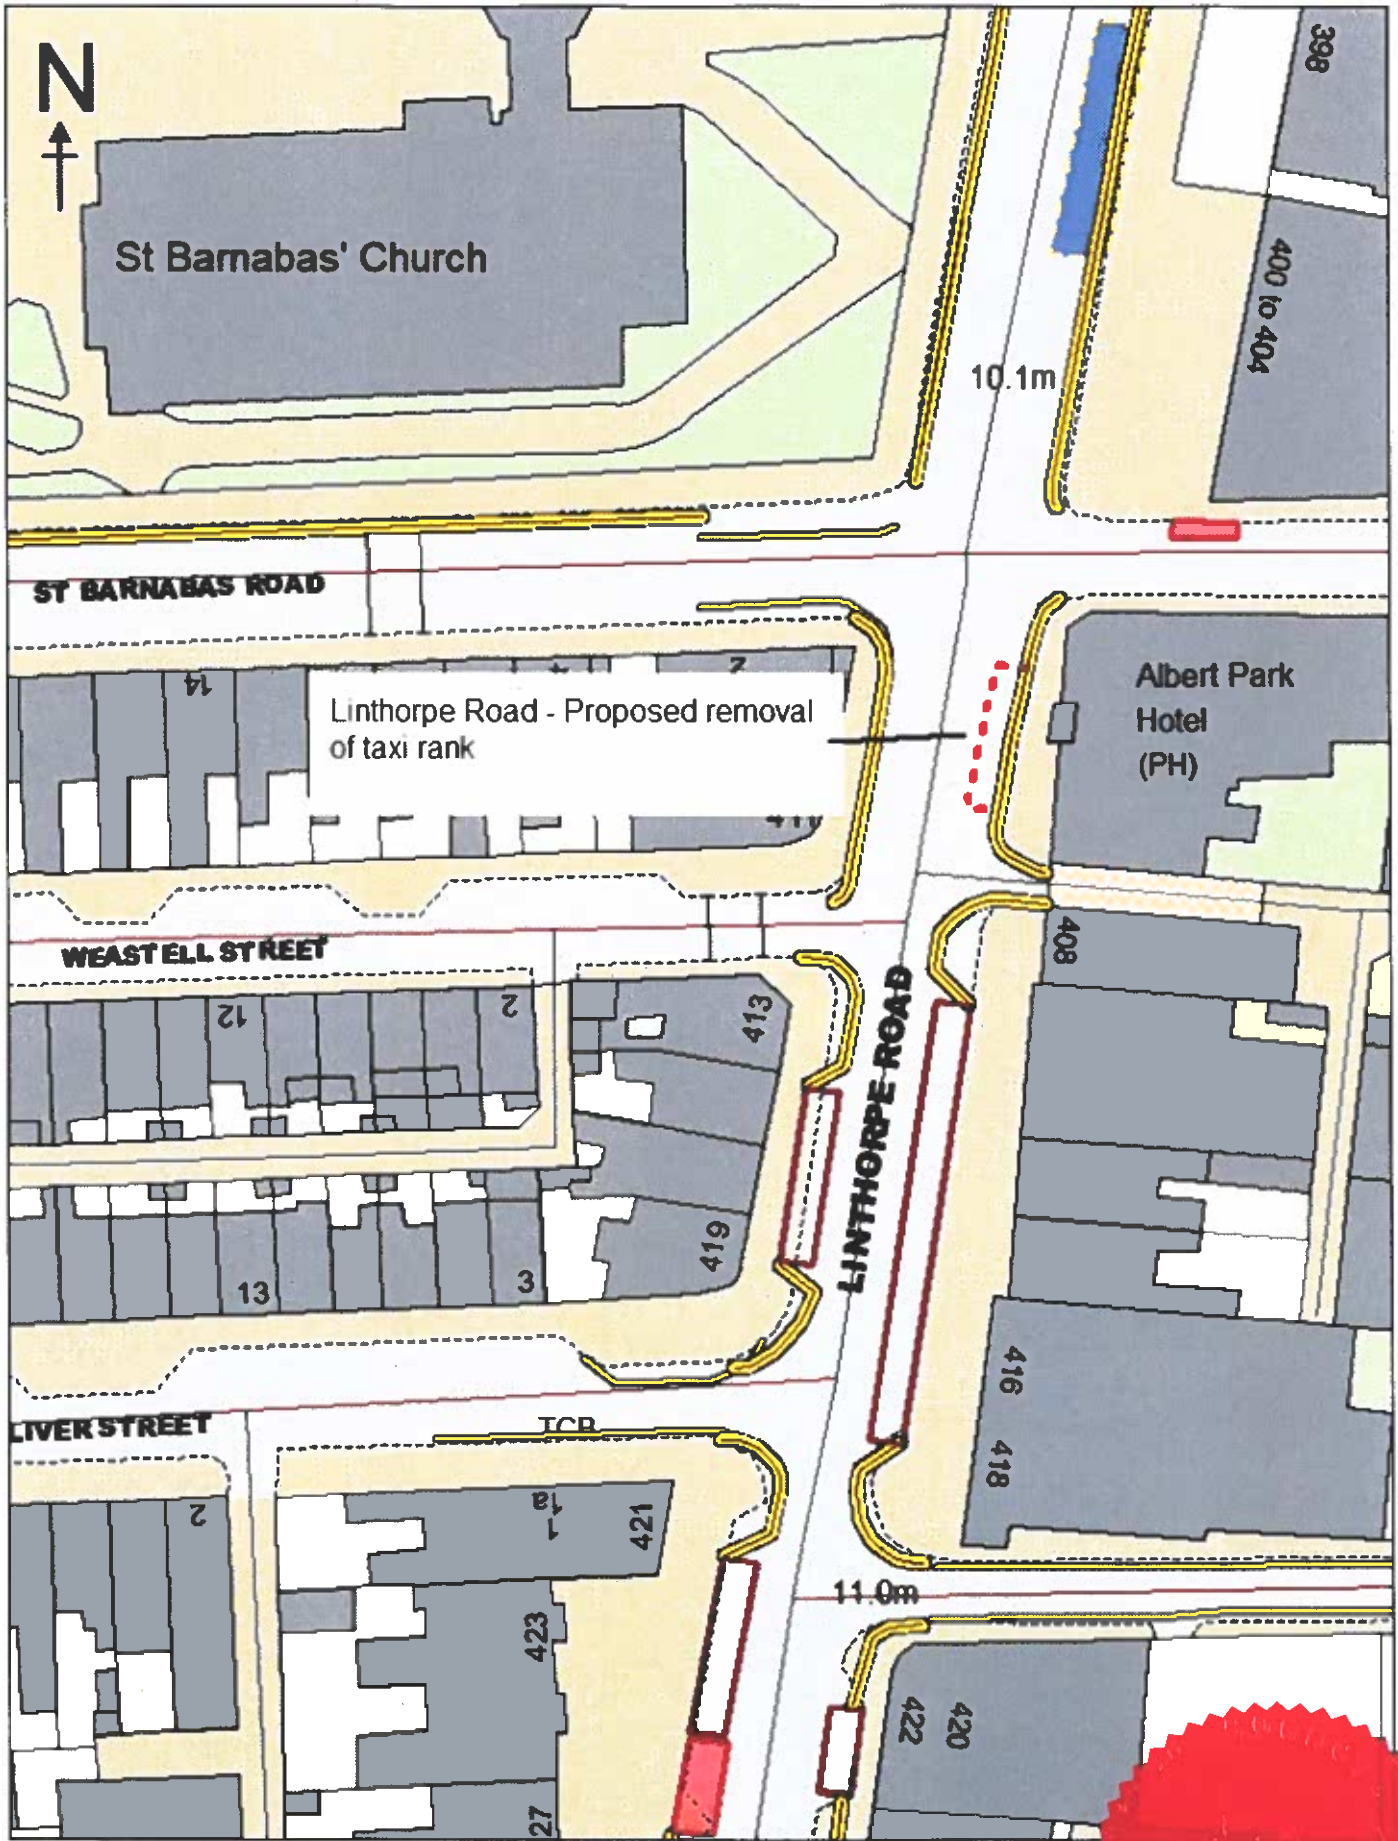 N
398
St Barnabas' Church
400 to 404
10.1m
ST BARNABAS ROAD
14
2
Albert Park
Hotel
(PH)
Linthorpe Road - Proposed removal
of taxi rank
WEASTELL STREET
408
12
2
413
LINTHORPE ROAD
419
13
3
416
LIVER STREET
TCB
418
2
1a
1
421
11.0m
423
422
420
27